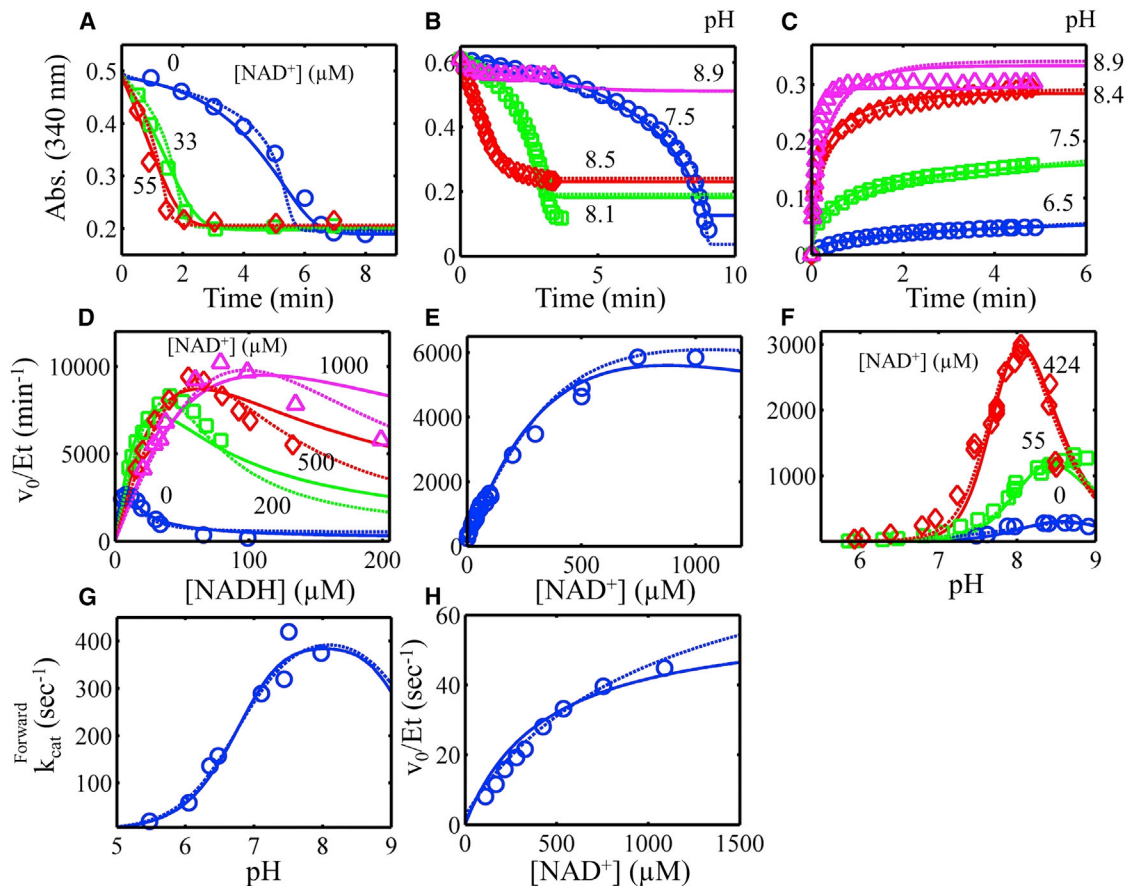 A
B
pH
C
pH
Abs. (340 nm)
0.5
0.4
0.3
0.2
0
[NAD⁺] (µM)
33
55
0 2 4 6 8
Time (min)
0.6
0.4
0.2
0
8.9
7.5
8.5
8.1
0 5 10
Time (min)
0.3
0.2
0.1
0
8.9
8.4
7.5
6.5
0 2 4 6
Time (min)
D
E
F
v₀/Et (min⁻¹)
10000
5000
0
[NAD⁺] (µM)
1000
500
200
0
0 50 100 150 200
[NADH] (µM)
6000
4000
2000
0
0 500 1000
[NAD⁺] (µM)
3000
2000
1000
[NAD⁺] (µM)
424
55
0
6 7 8 9
pH
G
H
Forward
k_cat (sec⁻¹)
400
300
200
100
5 6 7 8 9
pH
v₀/Et (sec⁻¹)
60
40
20
0
0 500 1000 1500
[NAD⁺] (µM)